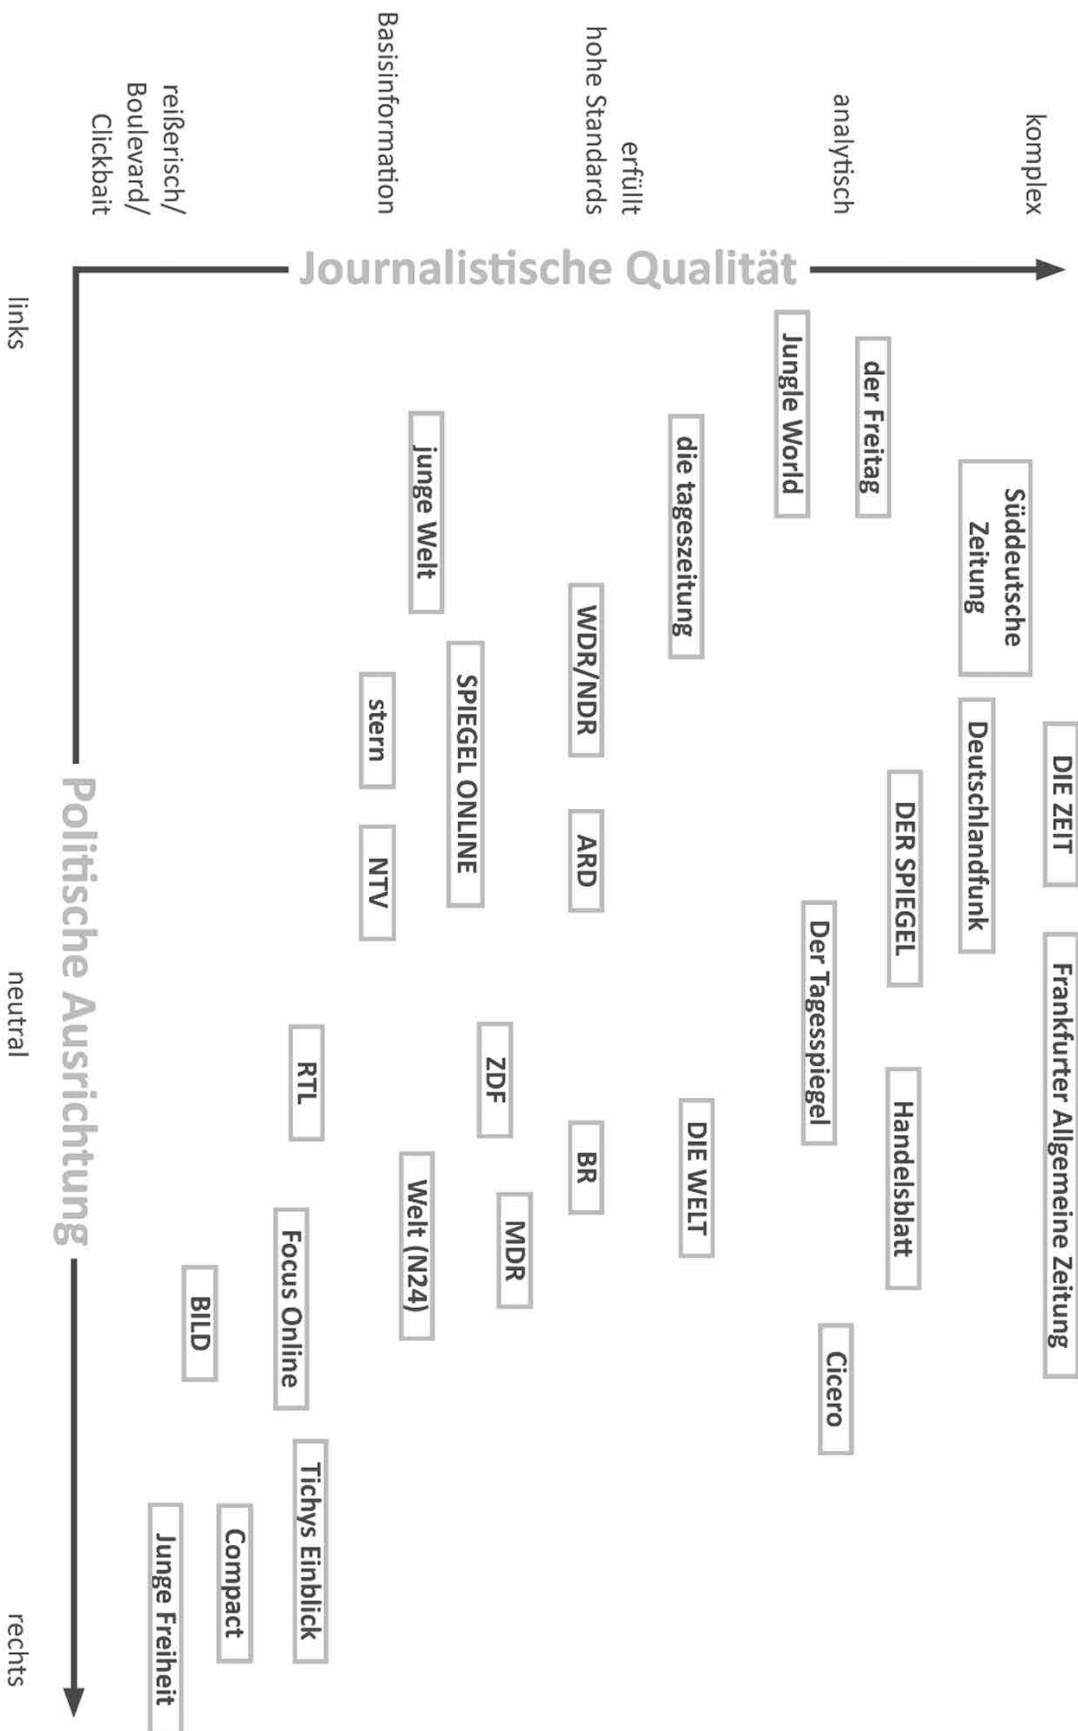 komplex
analytisch
erfüllt
hohe Standards
Basisinformation
reißerisch/
Boulevard/
Clickbait
Journalistische Qualität
DIE ZEIT
Frankfurter Allgemeine Zeitung
Süddeutsche
Zeitung
Deutschlandfunk
der Freitag
DER SPIEGEL
Handelsblatt
Jungle World
Der Tagesspiegel
Cicero
die tageszeitung
DIE WELT
WDR/NDR
ARD
BR
MDR
SPIEGEL ONLINE
ZDF
junge Welt
Welt (N24)
stern
NTV
RTL
Tichys Einblick
Focus Online
Compact
BILD
Junge Freiheit
Politische Ausrichtung
links
neutral
rechts